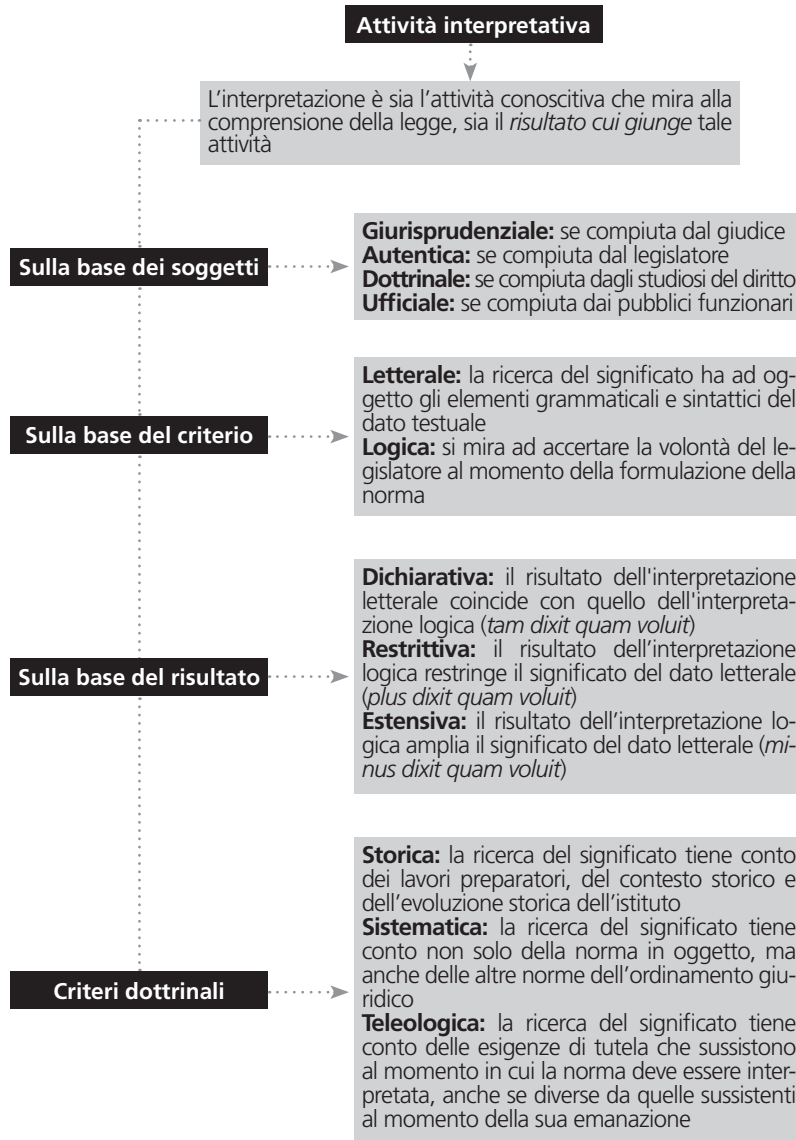 Attività interpretativa
L’interpretazione è sia l’attività conoscitiva che mira alla
comprensione della legge, sia il risultato cui giunge tale
attività
Sulla base dei soggetti
Giurisprudenziale: se compiuta dal giudice
Autentica: se compiuta dal legislatore
Dottrinale: se compiuta dagli studiosi del diritto
Ufficiale: se compiuta dai pubblici funzionari
Sulla base del criterio
Letterale: la ricerca del significato ha ad og-
getto gli elementi grammaticali e sintattici del
dato testuale
Logica: si mira ad accertare la volontà del le-
gislatore al momento della formulazione della
norma
Sulla base del risultato
Dichiarativa: il risultato dell'interpretazione
letterale coincide con quello dell'interpreta-
zione logica (tam dixit quam voluit)
Restrittiva: il risultato dell’interpretazione
logica restringe il significato del dato letterale
(plus dixit quam voluit)
Estensiva: il risultato dell’interpretazione lo-
gica amplia il significato del dato letterale (mi-
nus dixit quam voluit)
Criteri dottrinali
Storica: la ricerca del significato tiene conto
dei lavori preparatori, del contesto storico e
dell’evoluzione storica dell’istituto
Sistematica: la ricerca del significato tiene
conto non solo della norma in oggetto, ma
anche delle altre norme dell’ordinamento giu-
ridico
Teleologica: la ricerca del significato tiene
conto delle esigenze di tutela che sussistono
al momento in cui la norma deve essere inter-
pretata, anche se diverse da quelle sussistenti
al momento della sua emanazione